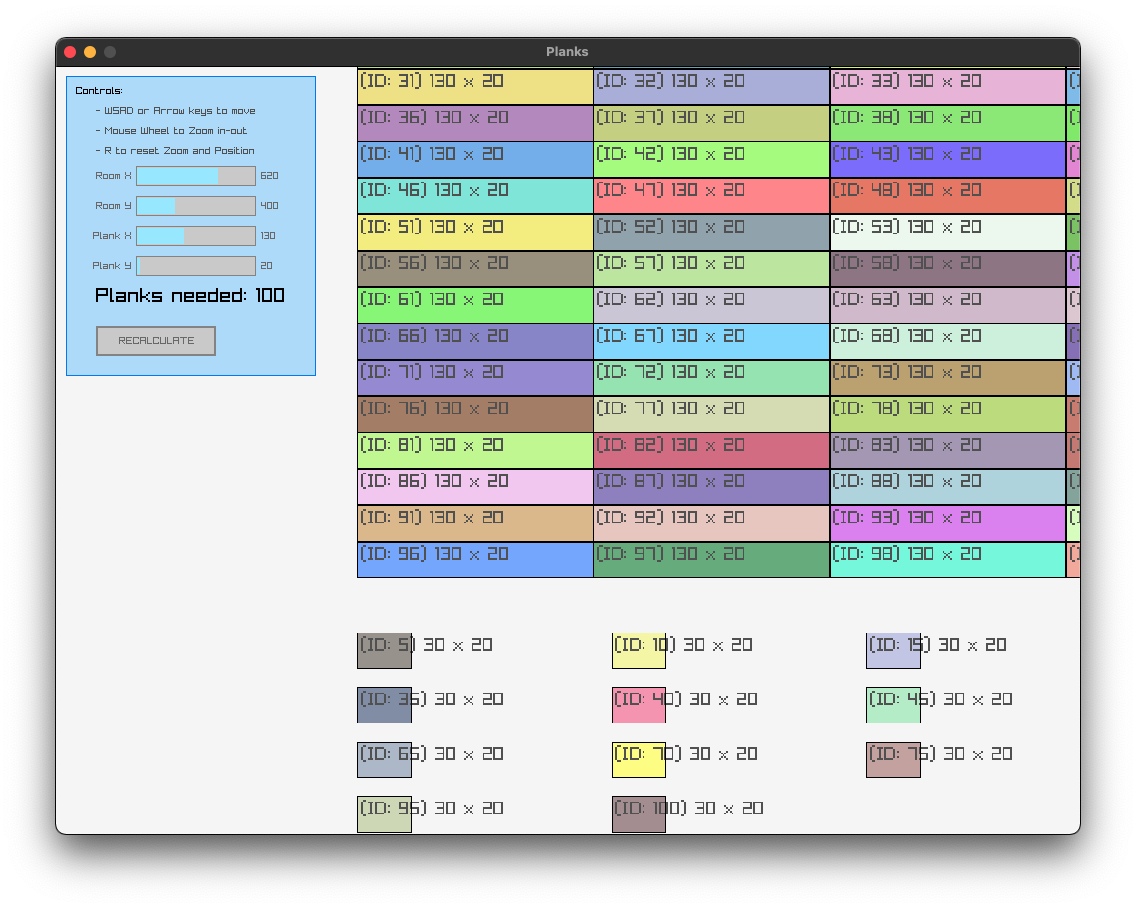 Planks
Controls:
- WSAD or Arrow keys to move
- Mouse Wheel to Zoom in-out
- R to reset Zoom and Position
Room X 620
Room Y 400
Plank X 130
Plank Y 20
Planks needed: 100
RECALCULATE
(ID: 31) 130 x 20 (ID: 32) 130 x 20 (ID: 33) 130 x 20
(ID: 36) 130 x 20 (ID: 37) 130 x 20 (ID: 38) 130 x 20
(ID: 41) 130 x 20 (ID: 42) 130 x 20 (ID: 43) 130 x 20
(ID: 46) 130 x 20 (ID: 47) 130 x 20 (ID: 48) 130 x 20
(ID: 51) 130 x 20 (ID: 52) 130 x 20 (ID: 53) 130 x 20
(ID: 56) 130 x 20 (ID: 57) 130 x 20 (ID: 58) 130 x 20
(ID: 61) 130 x 20 (ID: 62) 130 x 20 (ID: 63) 130 x 20
(ID: 66) 130 x 20 (ID: 67) 130 x 20 (ID: 68) 130 x 20
(ID: 71) 130 x 20 (ID: 72) 130 x 20 (ID: 73) 130 x 20
(ID: 76) 130 x 20 (ID: 77) 130 x 20 (ID: 78) 130 x 20
(ID: 81) 130 x 20 (ID: 82) 130 x 20 (ID: 83) 130 x 20
(ID: 86) 130 x 20 (ID: 87) 130 x 20 (ID: 88) 130 x 20
(ID: 91) 130 x 20 (ID: 92) 130 x 20 (ID: 93) 130 x 20
(ID: 96) 130 x 20 (ID: 97) 130 x 20 (ID: 98) 130 x 20
(ID: 5) 30 x 20 (ID: 10) 30 x 20 (ID: 15) 30 x 20
(ID: 35) 30 x 20 (ID: 40) 30 x 20 (ID: 45) 30 x 20
(ID: 65) 30 x 20 (ID: 70) 30 x 20 (ID: 75) 30 x 20
(ID: 95) 30 x 20 (ID: 100) 30 x 20